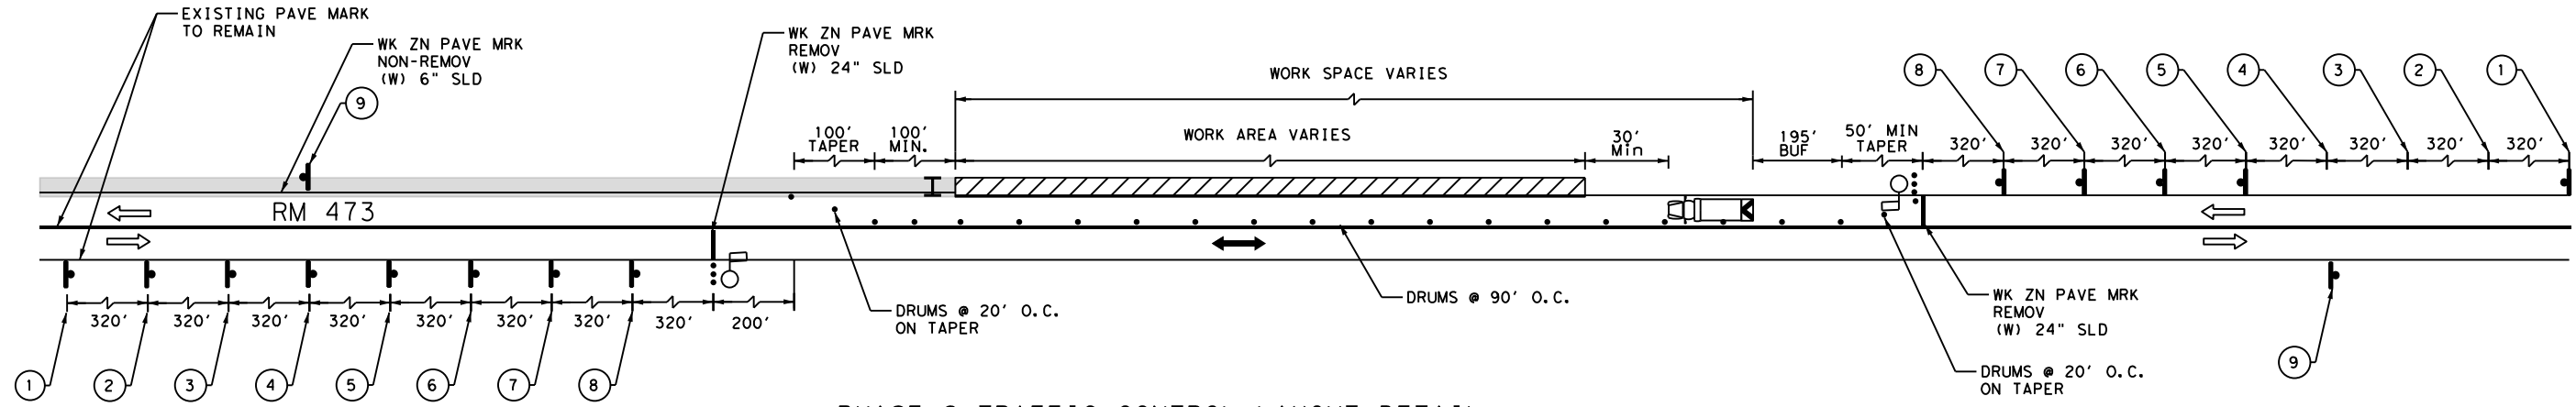 EXISTING PAVE MARK
TO REMAIN
WK ZN PAVE MRK
NON-REMOV
(W) 6" SLD
9
WK ZN PAVE MRK
REMOV
(W) 24" SLD
WORK SPACE VARIES
8
7
6
5
4
3
2
1
100'
TAPER
100'
MIN.
WORK AREA VARIES
30'
Min
195'
BUF
50' MIN
TAPER
320'
320'
320'
320'
320'
320'
320'
RM 473
320'
320'
320'
320'
320'
320'
320'
320'
200'
DRUMS @ 20' O.C.
ON TAPER
DRUMS @ 90' O.C.
WK ZN PAVE MRK
REMOV
(W) 24" SLD
DRUMS @ 20' O.C.
ON TAPER
9
1
2
3
4
5
6
7
8